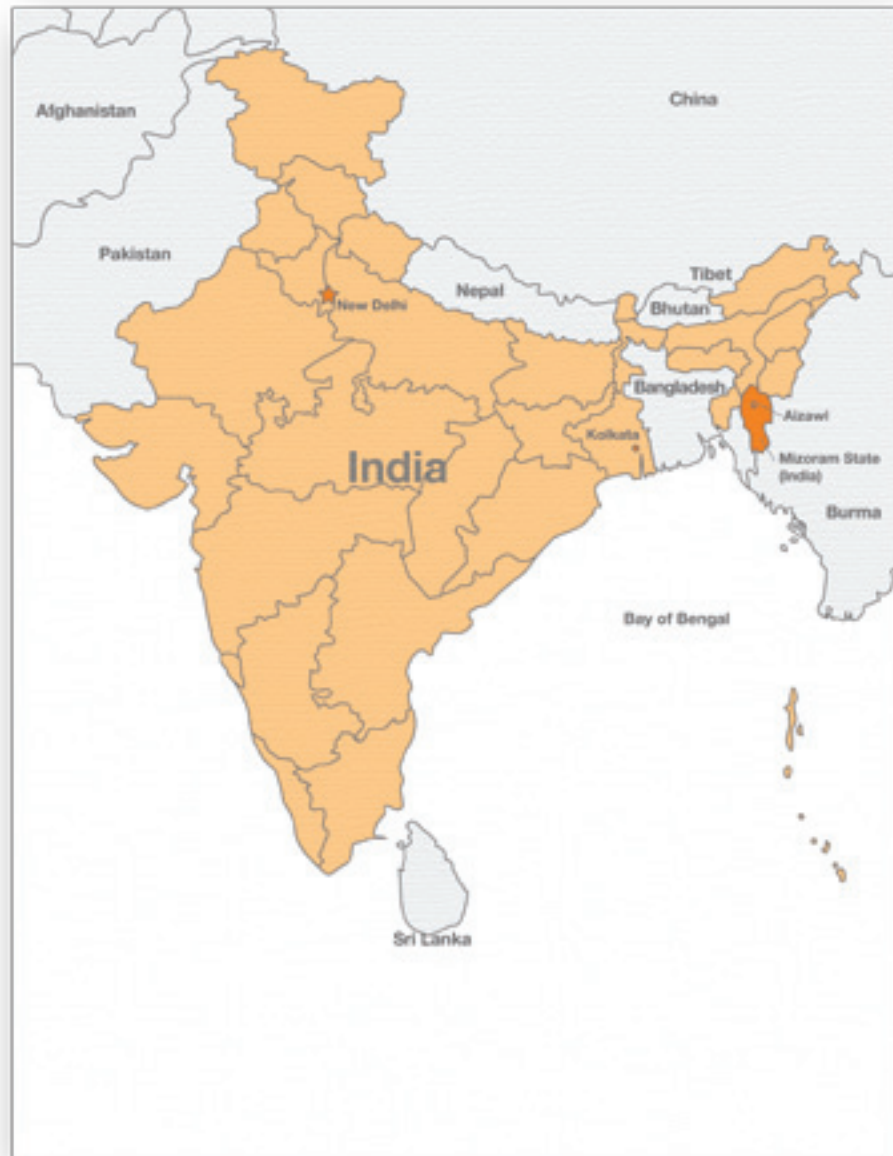 Afghanistan
China
Pakistan
Tibet
Nepal
Bhutan
New Delhi
Bangladesh
Aizawl
Kolkata
India
Mizoram State
(India)
Burma
Bay of Bengal
Sri Lanka